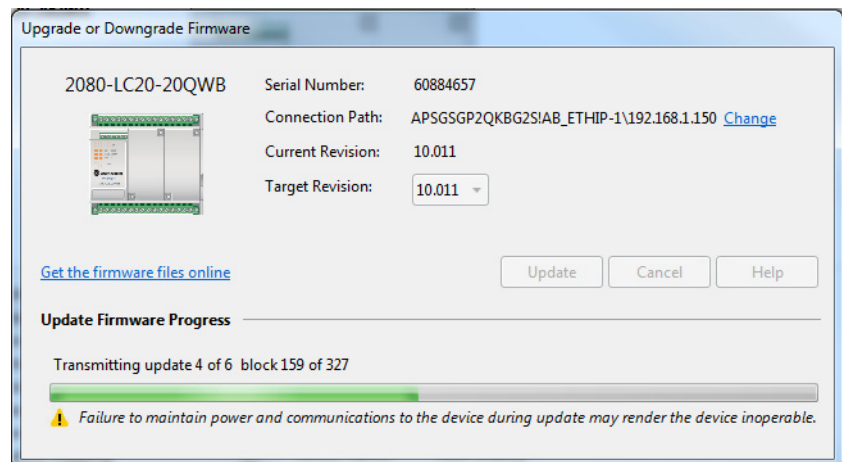 Upgrade or Downgrade Firmware
2080-LC20-20QWB
Serial Number: 60884657
Connection Path: APSGSGP2QKBG2S!AB_ETHIP-1\192.168.1.150 Change
Current Revision: 10.011
Target Revision: 10.011
Get the firmware files online
Update Cancel Help
Update Firmware Progress
Transmitting update 4 of 6 block 159 of 327
Failure to maintain power and communications to the device during update may render the device inoperable.